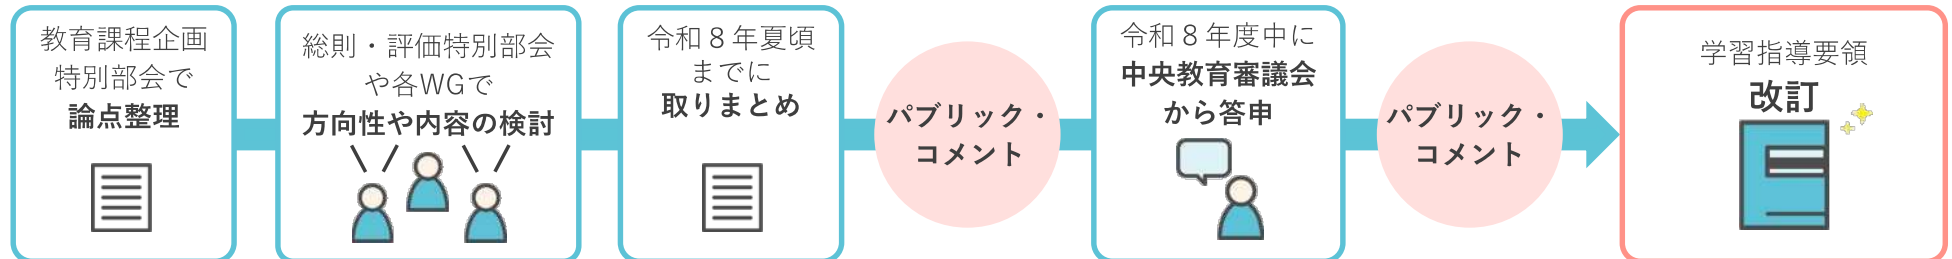 教育課程企画
特別部会で
論点整理
総則・評価特別部会
や各WGで
方向性や内容の検討
令和８年夏頃
までに
取りまとめ
パブリック・
コメント
令和８年度中に
中央教育審議会
から答申
パブリック・
コメント
学習指導要領
改訂